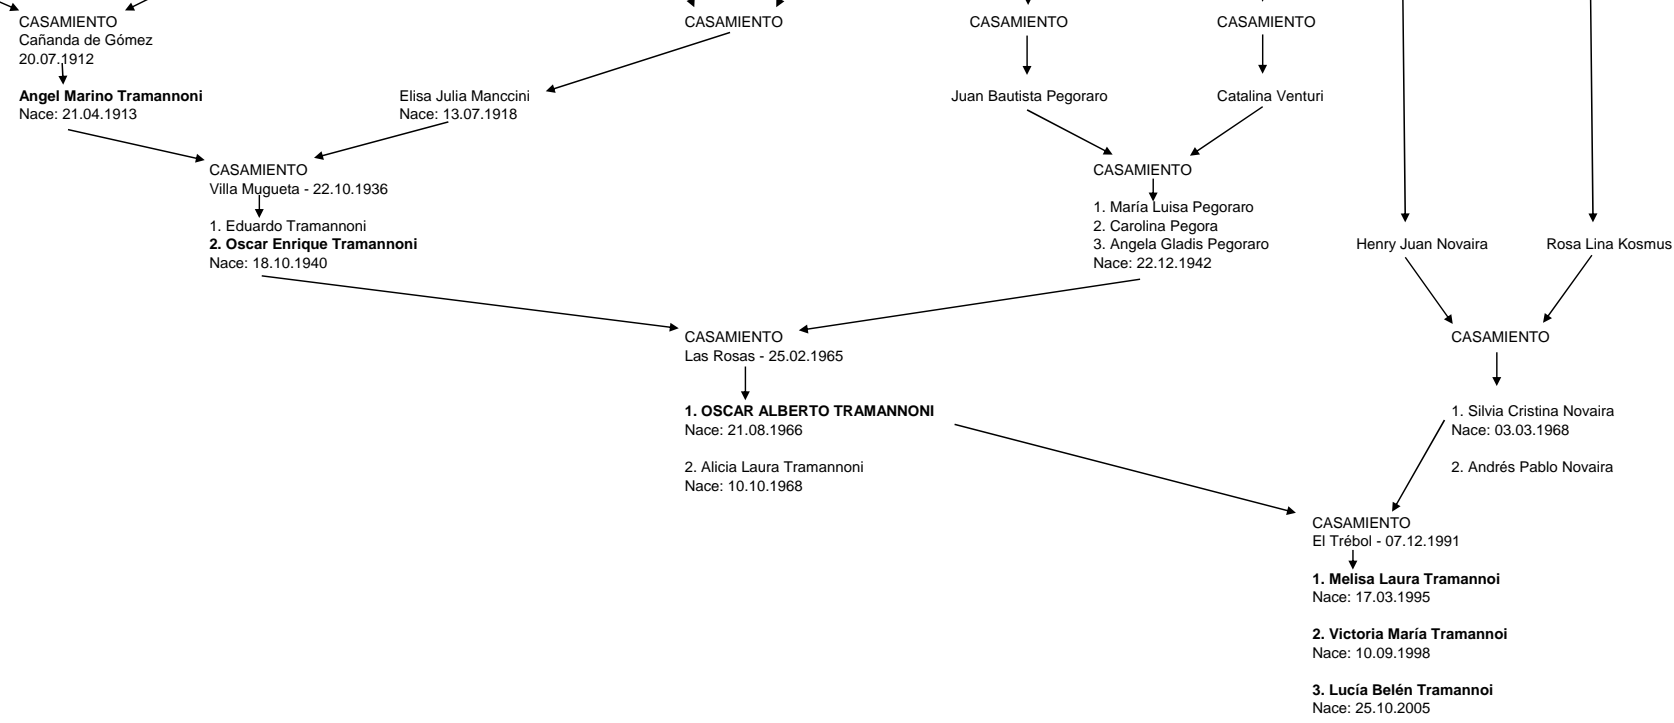 CASAMIENTO
Cañanda de Gómez
20.07.1912
CASAMIENTO
CASAMIENTO
CASAMIENTO
Angel Marino Tramannoni
Nace: 21.04.1913
Elisa Julia Manccini
Nace: 13.07.1918
Juan Bautista Pegoraro
Catalina Venturi
CASAMIENTO
Villa Mugueta - 22.10.1936
CASAMIENTO
1. Eduardo Tramannoni
2. Oscar Enrique Tramannoni
Nace: 18.10.1940
1. María Luisa Pegoraro
2. Carolina Pegora
3. Angela Gladis Pegoraro
Nace: 22.12.1942
Henry Juan Novaira
Rosa Lina Kosmus
CASAMIENTO
Las Rosas - 25.02.1965
CASAMIENTO
1. OSCAR ALBERTO TRAMANNONI
Nace: 21.08.1966
2. Alicia Laura Tramannoni
Nace: 10.10.1968
1. Silvia Cristina Novaira
Nace: 03.03.1968
2. Andrés Pablo Novaira
CASAMIENTO
El Trébol - 07.12.1991
1. Melisa Laura Tramannoi
Nace: 17.03.1995
2. Victoria María Tramannoi
Nace: 10.09.1998
3. Lucía Belén Tramannoi
Nace: 25.10.2005